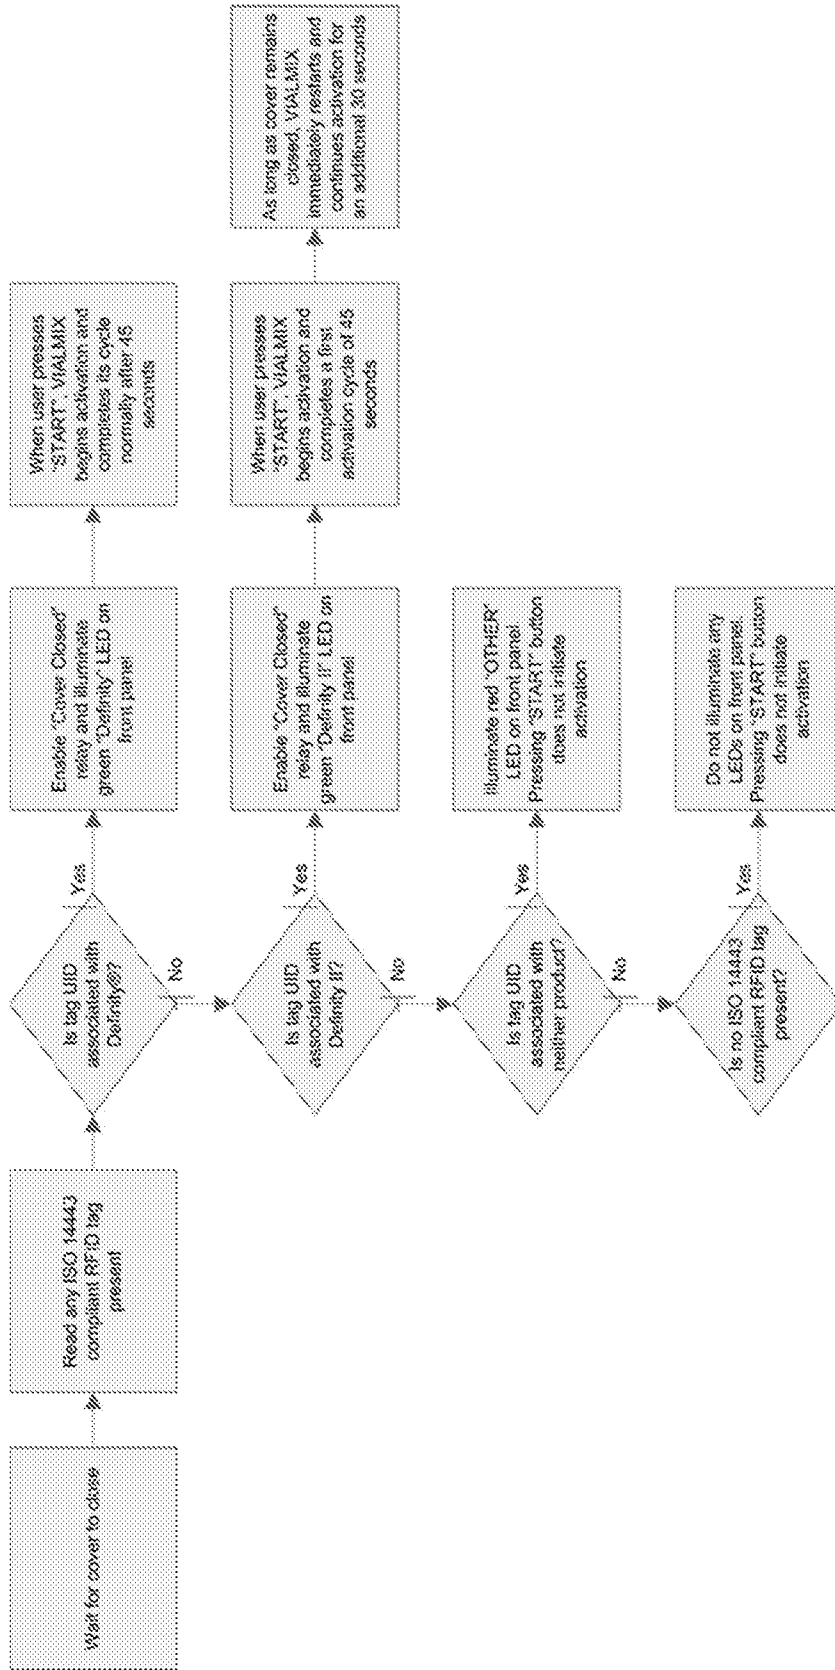 Wait for cover to close
Read any ISO 14443
compliant RFID tag
present
Is tag UID
associated with
Definity®?
Yes
No
Enable "Cover Closed"
relay and illuminate
green "Definity" LED on
front panel
When user presses
"START", VIALMIX
begins activation and
completes its cycle
normally after 45
seconds
Is tag UID
associated with
Definity II?
Yes
No
Enable "Cover Closed"
relay and illuminate
green "Definity II" LED on
front panel
When user presses
"START", VIALMIX
begins activation and
completes a first
activation cycle of 45
seconds
As long as cover remains
closed, VIALMIX
immediately restarts and
continues activation for
an additional 30 seconds
Is tag UID
associated with
neither product?
Yes
No
Illuminate red "OTHER"
LED on front panel
Pressing "START" button
does not initiate
activation
Is no ISO 14443
compliant RFID tag
present?
Yes
Do not illuminate any
LEDs on front panel.
Pressing "START" button
does not initiate
activation